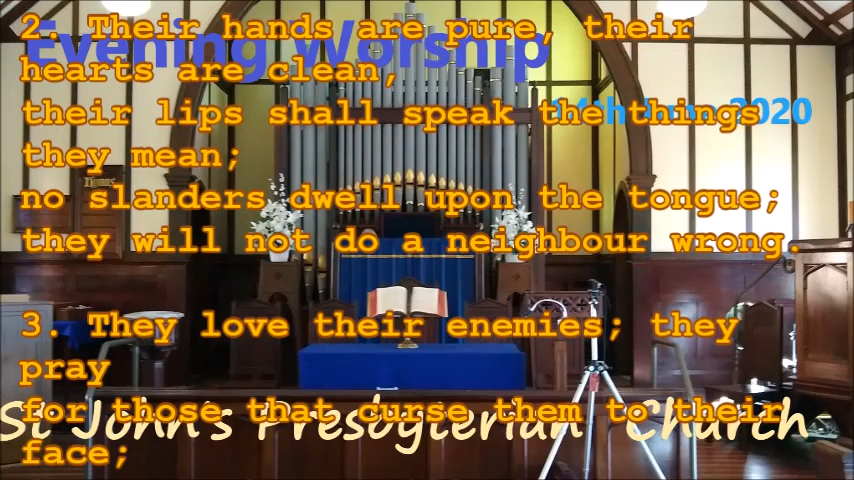 Evening Worship
2. Their hands are pure, their
hearts are clean,
their lips shall speak the things
they mean;
no slanders dwell upon the tongue;
they will not do a neighbour wrong.
3. They love their enemies; they
pray
for those that curse them to their
face;
2020
St John's Presbyterian Church